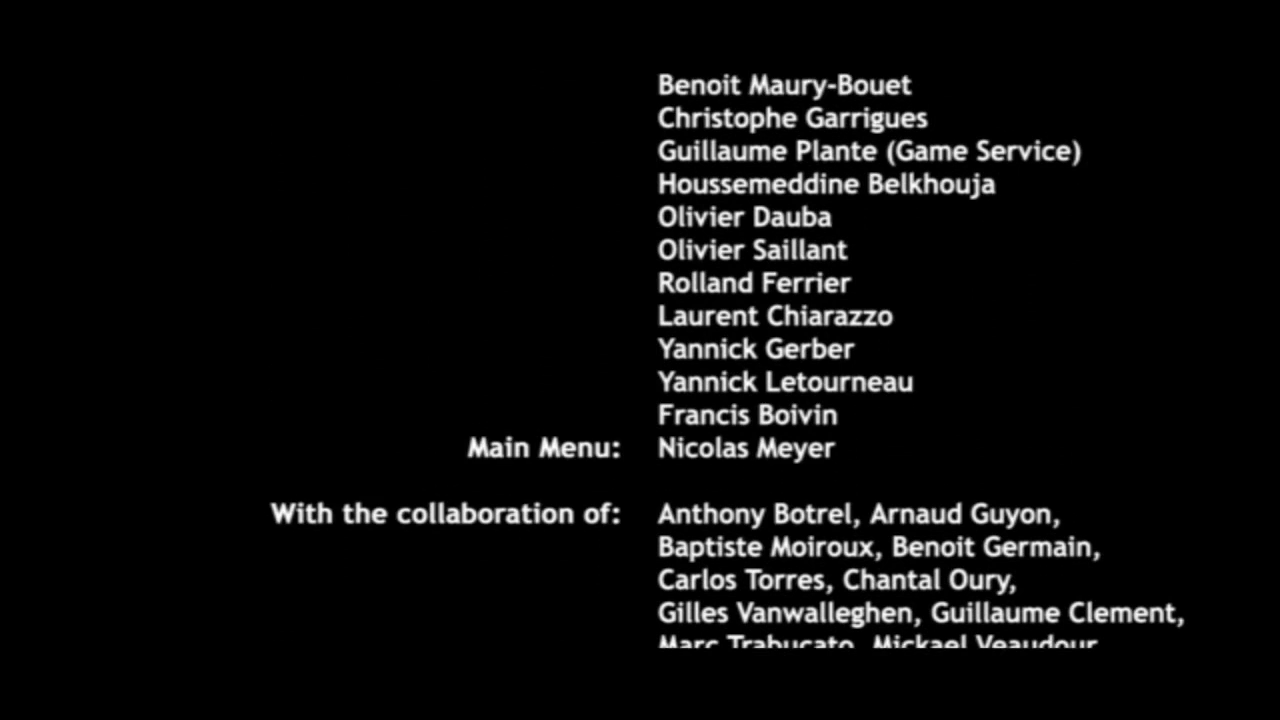 Benoit Maury-Bouet
Christophe Garrigues
Guillaume Plante (Game Service)
Houssemeddine Belkhouja
Olivier Dauba
Olivier Saillant
Rolland Ferrier
Laurent Chiarazzo
Yannick Gerber
Yannick Letourneau
Francis Boivin
Main Menu: Nicolas Meyer
With the collaboration of: Anthony Botrel, Arnaud Guyon,
Baptiste Moiroux, Benoit Germain,
Carlos Torres, Chantal Oury,
Gilles Vanwalleghen, Guillaume Clement,
Marc Trabucato, Mickael Veaudour